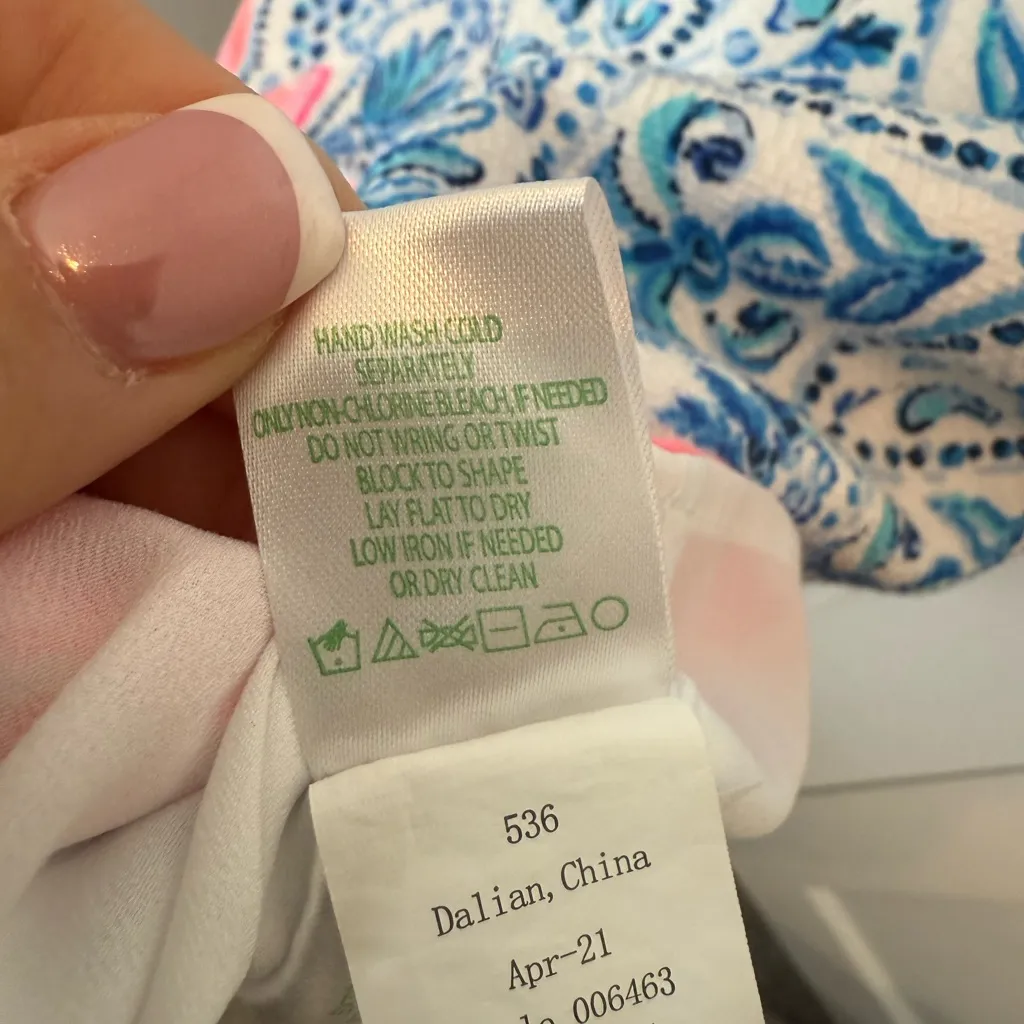 HAND WASH COLD
SEPARATELY
ONLY NON-CHLORINE BLEACH, IF NEEDED
DO NOT WRING OR TWIST
BLOCK TO SHAPE
LAY FLAT TO DRY
LOW IRON IF NEEDED
OR DRY CLEAN
536
Dalian, China
Apr-21
006463